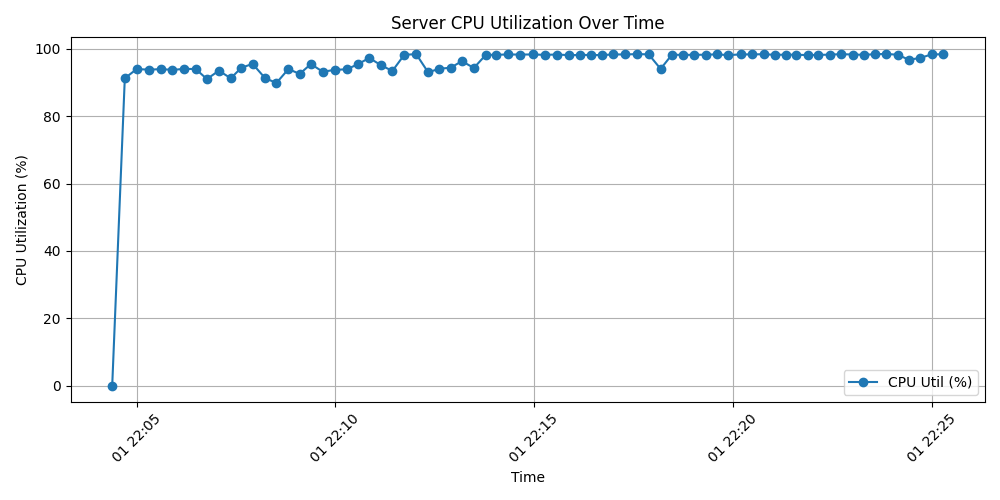 Server CPU Utilization Over Time
CPU Utilization (%)
100
80
60
40
20
0
CPU Util (%)
01 22:05
01 22:10
01 22:15
01 22:20
01 22:25
Time